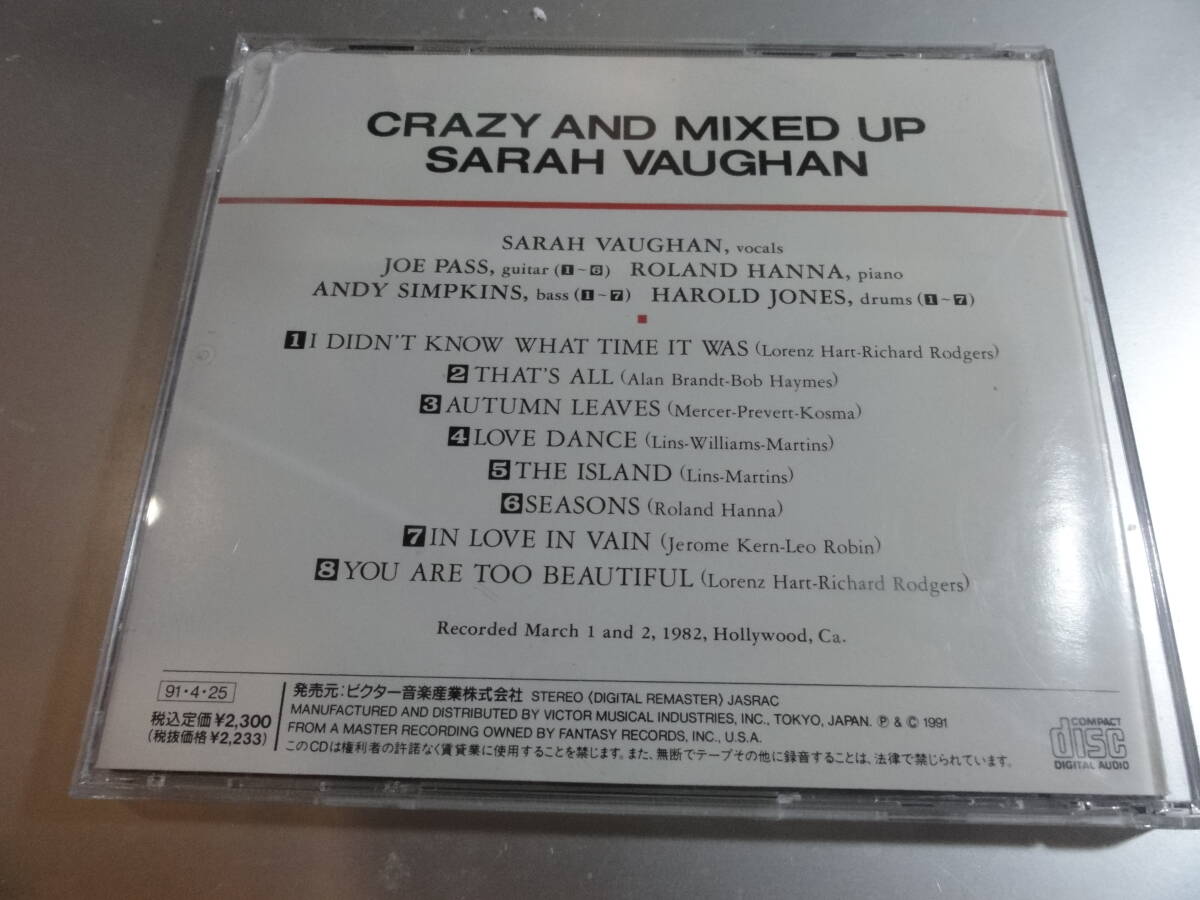 CRAZY AND MIXED UP
SARAH VAUGHAN
SARAH VAUGHAN, vocals
JOE PASS, guitar (1~6) ROLAND HANNA, piano
ANDY SIMPKINS, bass (1~7) HAROLD JONES, drums (1~7)
1 I DIDN'T KNOW WHAT TIME IT WAS (Lorenz Hart-Richard Rodgers)
2 THAT'S ALL (Alan Brandt-Bob Haymes)
3 AUTUMN LEAVES (Mercer-Prevert-Kosma)
4 LOVE DANCE (Lins-Williams-Martins)
5 THE ISLAND (Lins-Martins)
6 SEASONS (Roland Hanna)
7 IN LOVE IN VAIN (Jerome Kern-Leo Robin)
8 YOU ARE TOO BEAUTIFUL (Lorenz Hart-Richard Rodgers)
Recorded March 1 and 2, 1982, Hollywood, Ca.
91・4・25
税込定価¥2,300
(税抜価格¥2,233)
発売元:ビクター音楽産業株式会社 STEREO〈DIGITAL REMASTER〉JASRAC
MANUFACTURED AND DISTRIBUTED BY VICTOR MUSICAL INDUSTRIES, INC., TOKYO, JAPAN. Ⓟ & © 1991
FROM A MASTER RECORDING OWNED BY FANTASY RECORDS, INC., U.S.A.
このCDは権利者の許諾なく賃貸業に使用することを禁じます。また、無断でテープその他に録音することは、法律で禁じられています。
COMPACT
disc
DIGITAL AUDIO